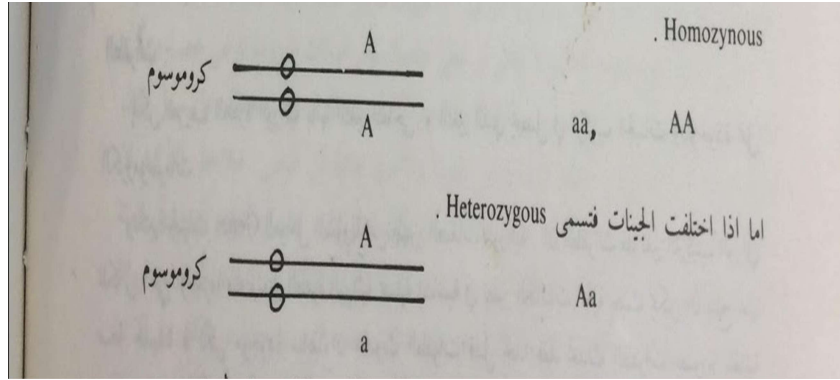 Homozynous .
A
كروموسوم
A
AA    aa,
اما اذا اختلفت الجينات فتسمى Heterozygous .
A
كروموسوم
Aa
a